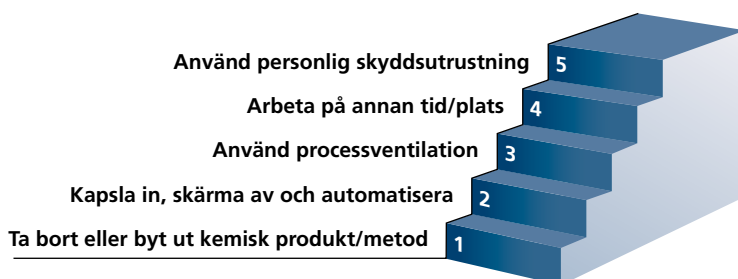 Använd personlig skyddsutrustning 5
Arbeta på annan tid/plats 4
Använd processventilation 3
Kapsla in, skärma av och automatisera 2
Ta bort eller byt ut kemisk produkt/metod 1